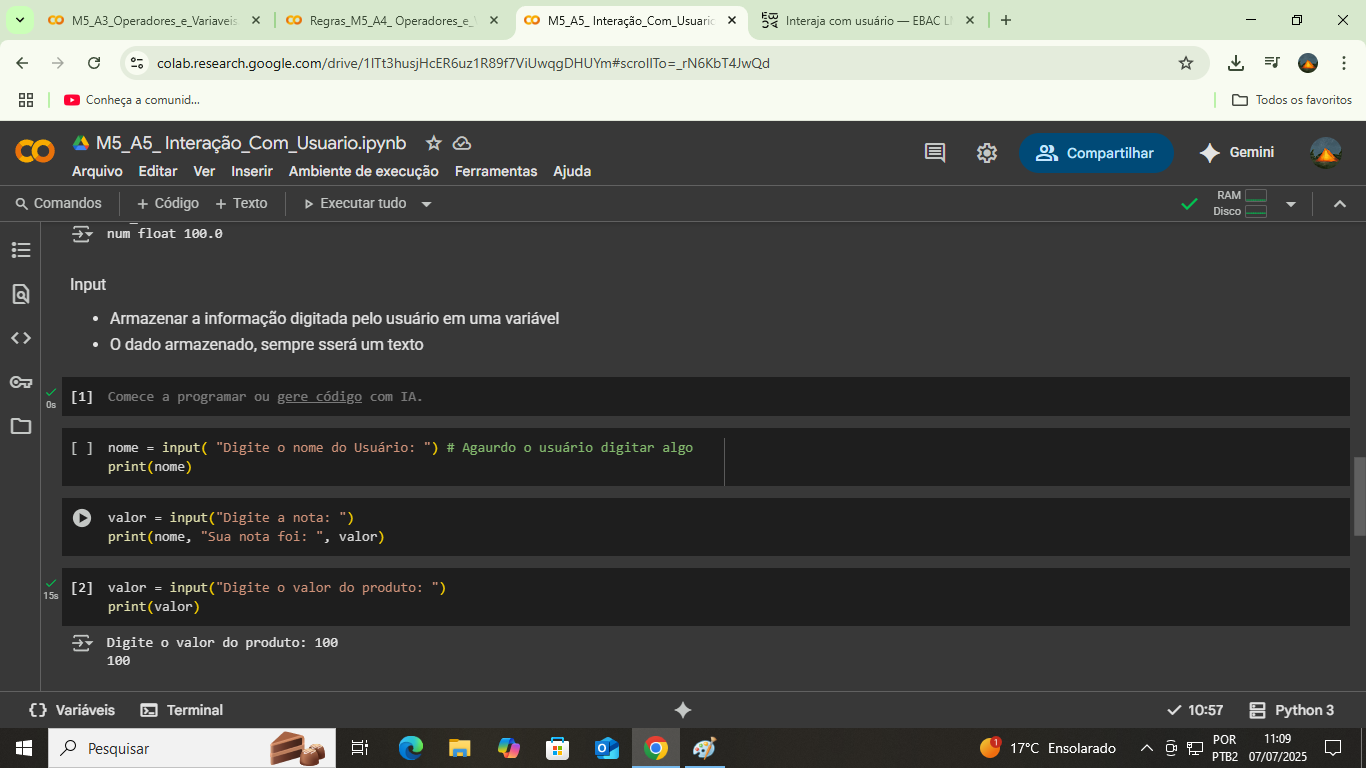 M5_A3_Operadores_e_Variaveis
Regras_M5_A4_ Operadores_e_V
M5_A5_ Interação_Com_Usuario
Interaja com usuário — EBAC LM
colab.research.google.com/drive/1ITt3husjHcER6uz1R89f7ViUwqgDHUYm#scrollTo=_rN6KbT4JwQd
Conheça a comunid...
Todos os favoritos
M5_A5_ Interação_Com_Usuario.ipynb
Compartilhar
Gemini
Arquivo Editar Ver Inserir Ambiente de execução Ferramentas Ajuda
Comandos + Código + Texto Executar tudo
RAM
Disco
num float 100.0
Input
• Armazenar a informação digitada pelo usuário em uma variável
• O dado armazenado, sempre sserá um texto
[1] Comece a programar ou gere código com IA.
0s
[ ] nome = input( "Digite o nome do Usuário: ") # Agaurdo o usuário digitar algo
print(nome)
valor = input("Digite a nota: ")
print(nome, "Sua nota foi: ", valor)
[2] valor = input("Digite o valor do produto: ")
15s
print(valor)
Digite o valor do produto: 100
100
{} Variáveis Terminal
10:57 Python 3
Pesquisar
17°C Ensolarado
POR
PTB2
11:09
07/07/2025